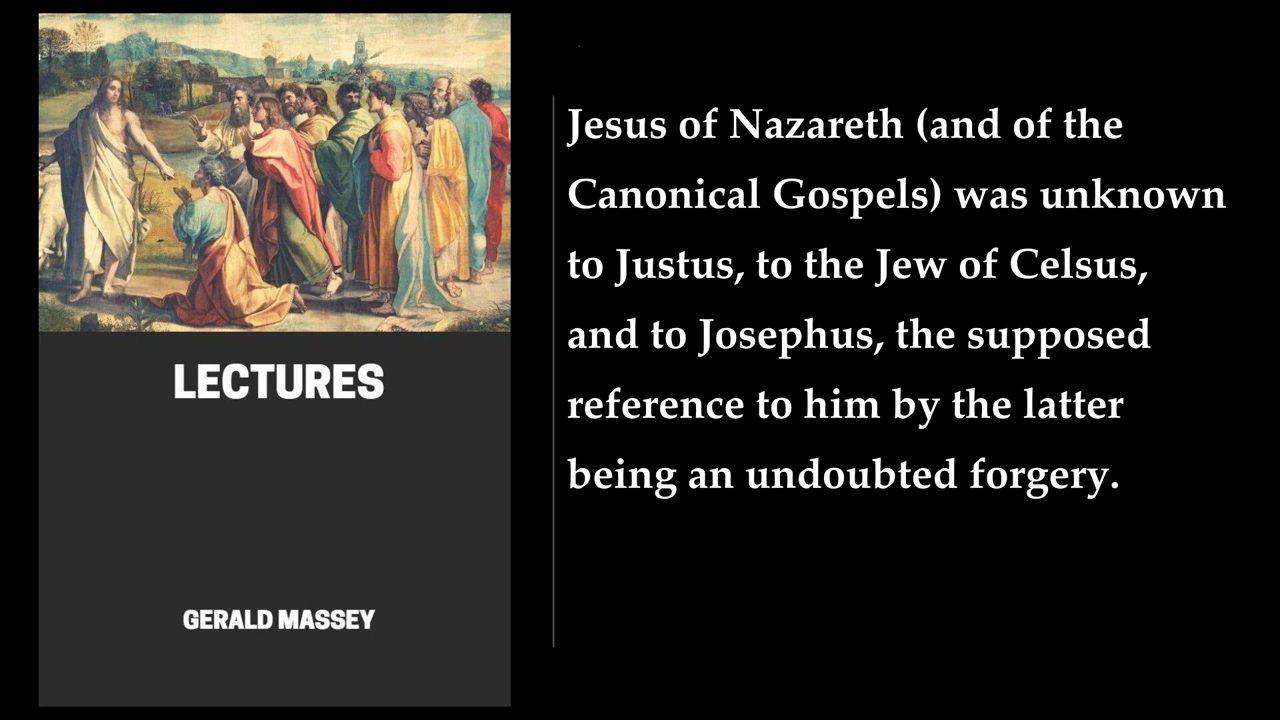 LECTURES
GERALD MASSEY
Jesus of Nazareth (and of the
Canonical Gospels) was unknown
to Justus, to the Jew of Celsus,
and to Josephus, the supposed
reference to him by the latter
being an undoubted forgery.